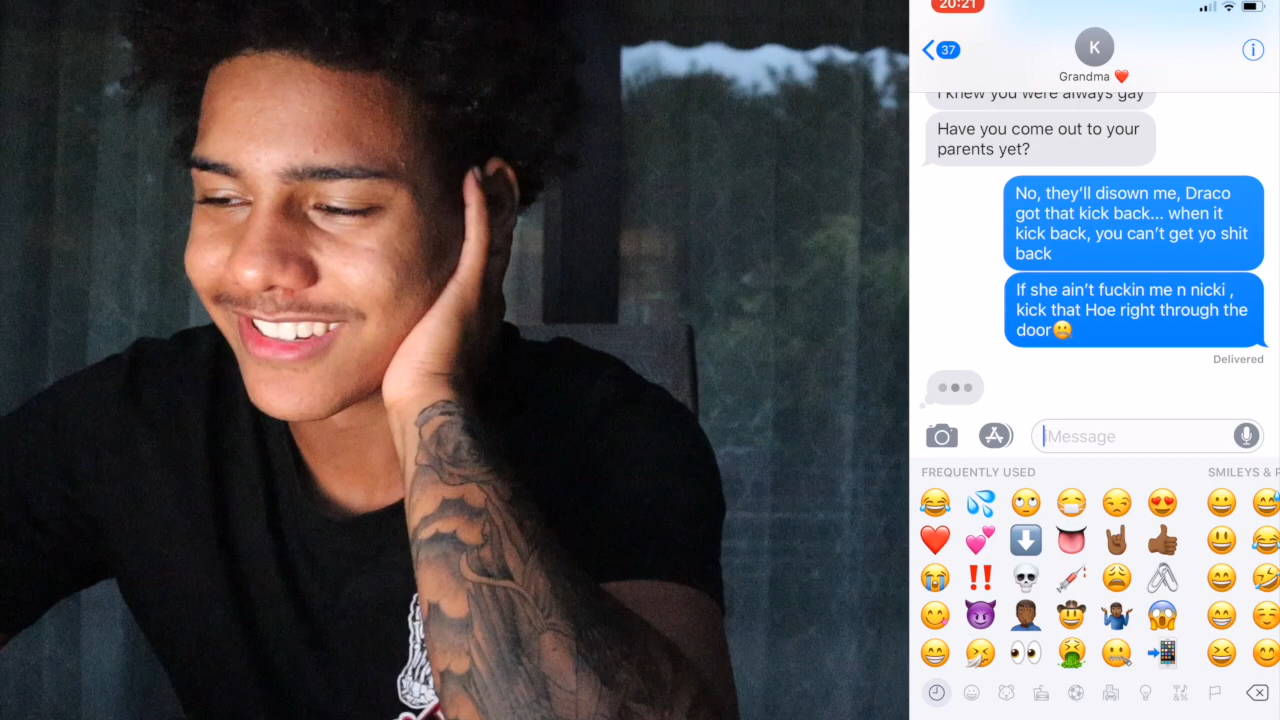 20:21
37
K
Grandma ❤️
I knew you were always gay
Have you come out to your
parents yet?
No, they’ll disown me, Draco
got that kick back... when it
kick back, you can’t get yo shit
back
If she ain’t fuckin me n nicki ,
kick that Hoe right through the
door🤐
Delivered
Message
FREQUENTLY USED
SMILEYS & P